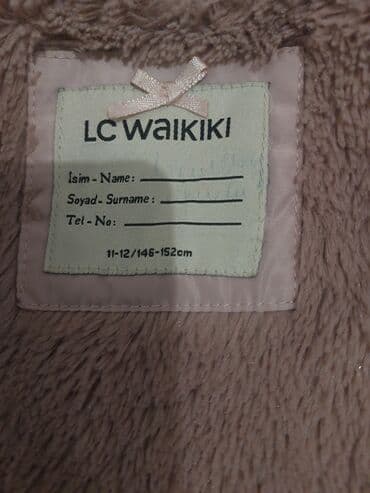 LC WAIKIKI
İsim - Name:
Soyad - Surname:
Tel - No:
11-12/146-152cm